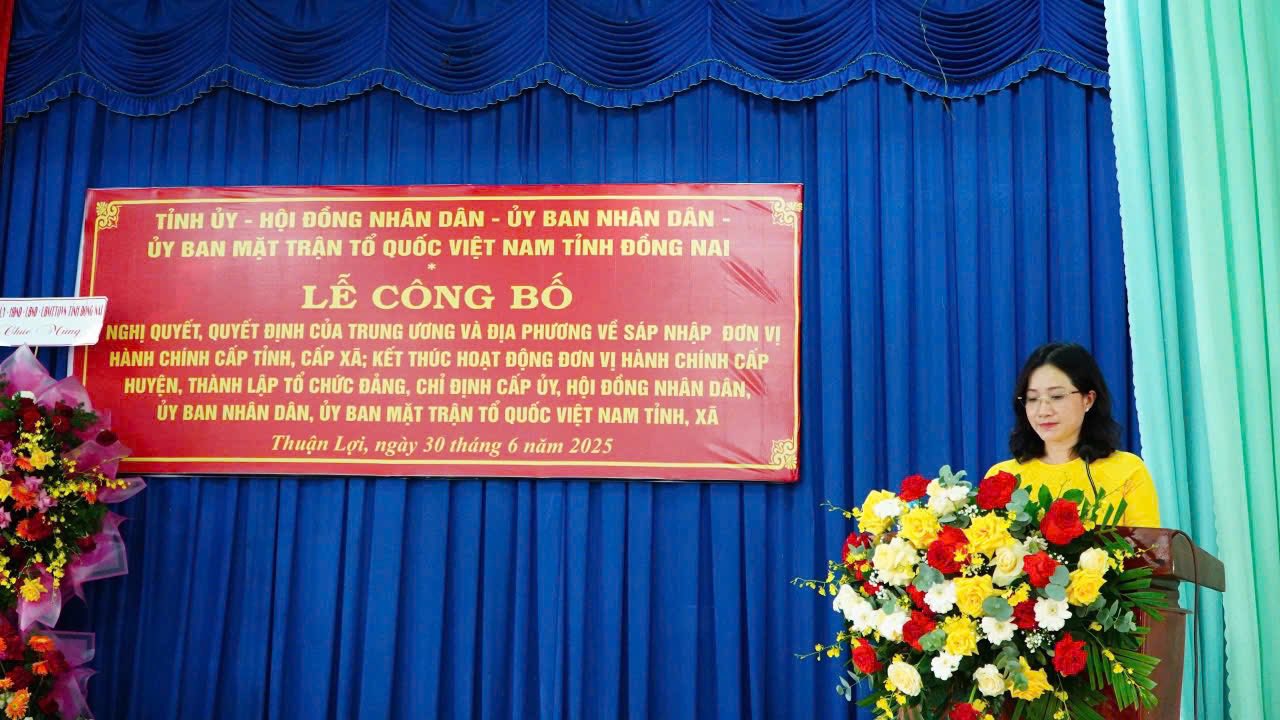 TỈNH ỦY - HỘI ĐỒNG NHÂN DÂN - ỦY BAN NHÂN DÂN -
ỦY BAN MẶT TRẬN TỔ QUỐC VIỆT NAM TỈNH ĐỒNG NAI
*
LỄ CÔNG BỐ
NGHỊ QUYẾT, QUYẾT ĐỊNH CỦA TRUNG ƯƠNG VÀ ĐỊA PHƯƠNG VỀ SÁP NHẬP ĐƠN VỊ
HÀNH CHÍNH CẤP TỈNH, CẤP XÃ; KẾT THÚC HOẠT ĐỘNG ĐƠN VỊ HÀNH CHÍNH CẤP
HUYỆN, THÀNH LẬP TỔ CHỨC ĐẢNG, CHỈ ĐỊNH CẤP ỦY, HỘI ĐỒNG NHÂN DÂN,
ỦY BAN NHÂN DÂN, ỦY BAN MẶT TRẬN TỔ QUỐC VIỆT NAM TỈNH, XÃ
Thuận Lợi, ngày 30 tháng 6 năm 2025
TỈNH ĐỒNG NAI
Chúc Mừng